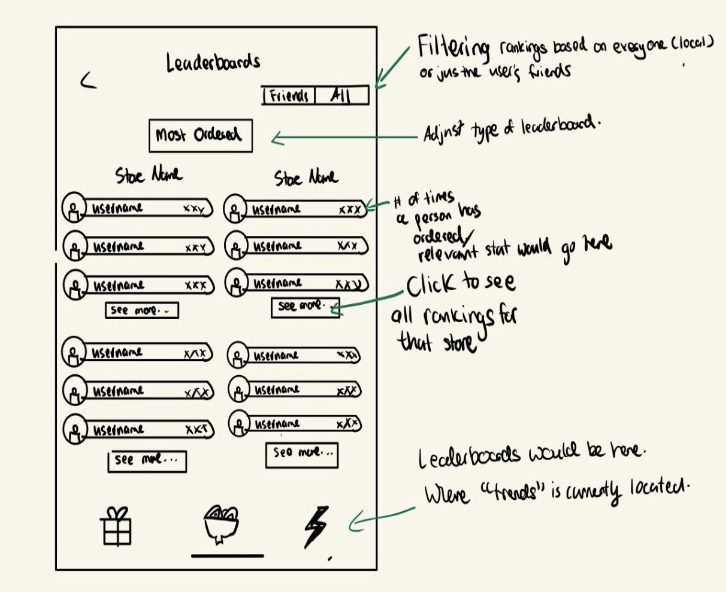 Leaderboards
<
Friends All
Most Ordered
Store Name Store Name
username xxx username xxx
username xxx username xxx
username xxx username xxx
see more... see more...
username xxx username xxx
username xxx username xxx
username xxx username xxx
see more... see more...
Filtering rankings based on everyone (local)
or just the user's friends
Adjust type of leaderboard.
# of times
a person has
ordered/
relevant stat would go here
Click to see
all rankings for
that store
Leaderboards would be here.
Where "trends" is currently located.